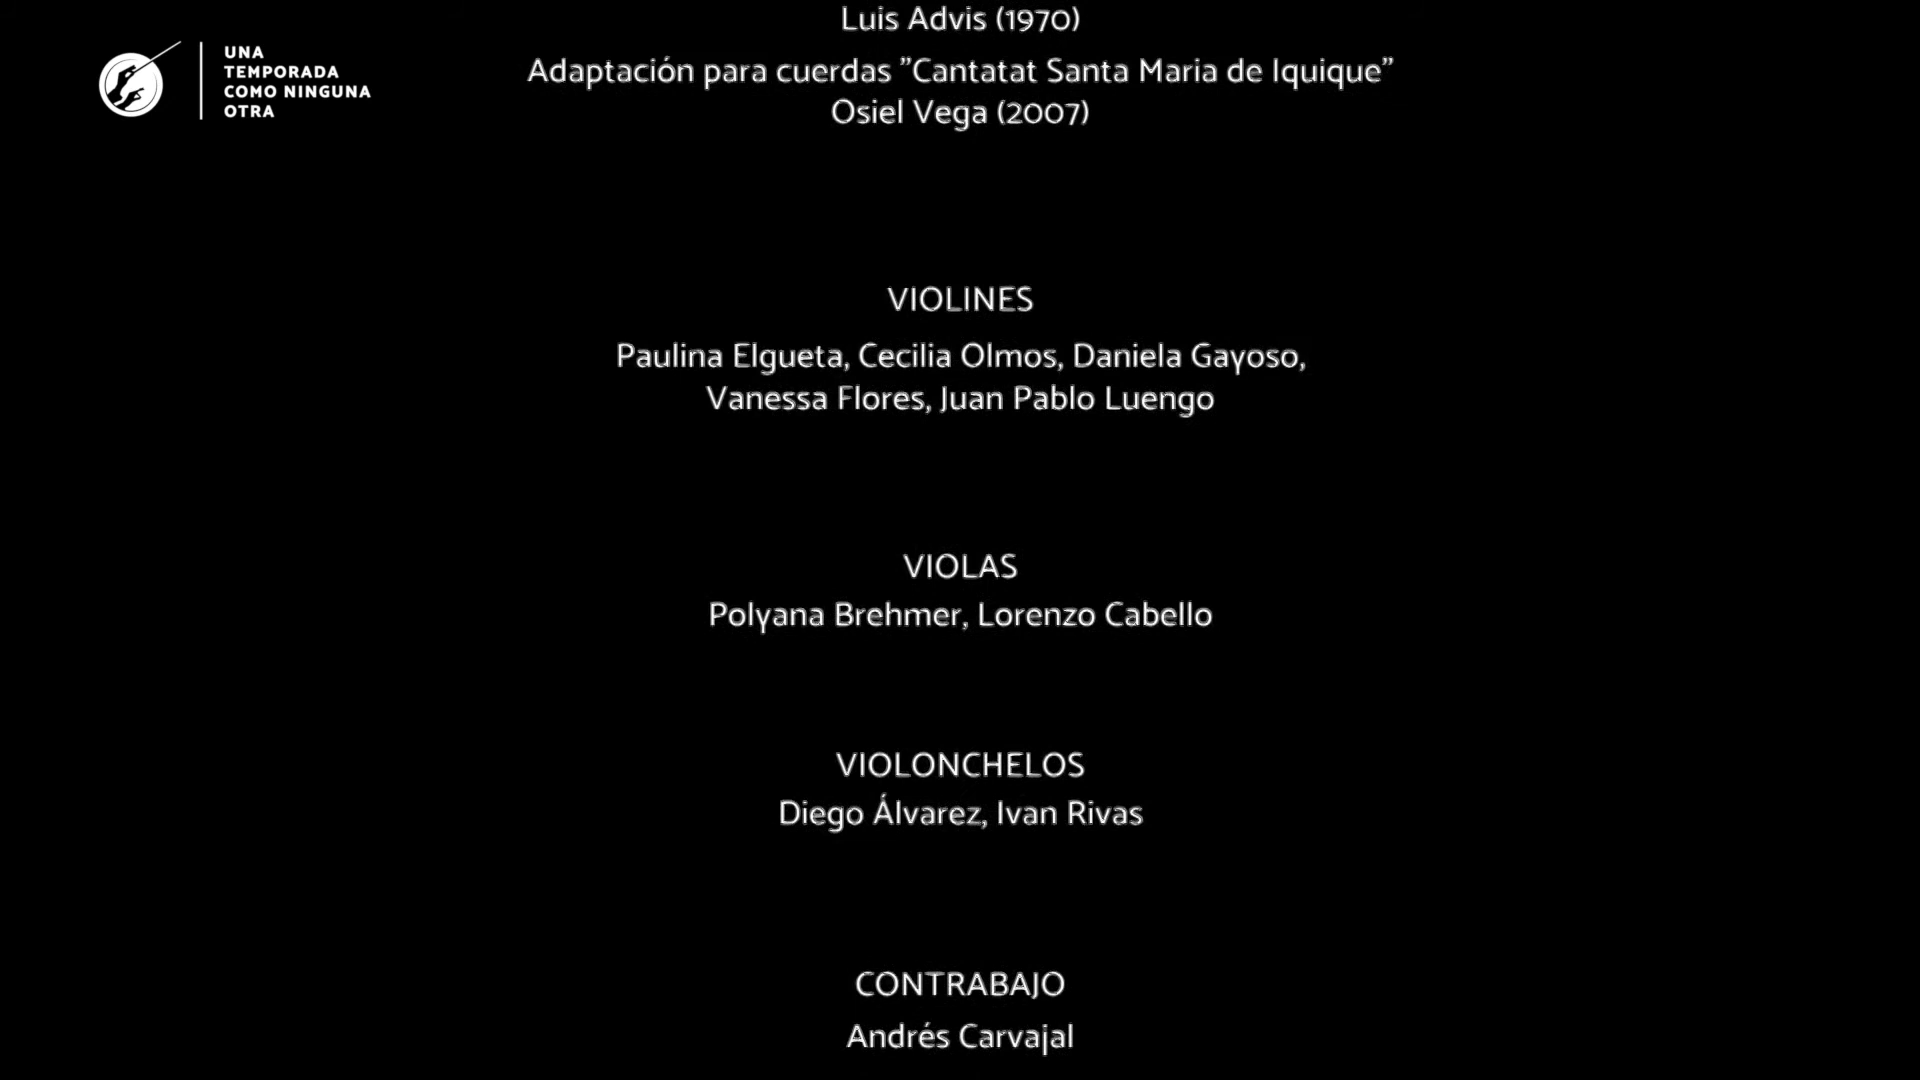 UNA
TEMPORADA
COMO NINGUNA
OTRA
Luis Advis (1970)
Adaptación para cuerdas "Cantatat Santa Maria de Iquique"
Osiel Vega (2007)
VIOLINES
Paulina Elgueta, Cecilia Olmos, Daniela Gayoso,
Vanessa Flores, Juan Pablo Luengo
VIOLAS
Polyana Brehmer, Lorenzo Cabello
VIOLONCHELOS
Diego Álvarez, Ivan Rivas
CONTRABAJO
Andrés Carvajal